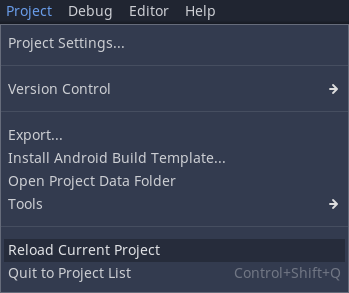 Project Debug Editor Help
Project Settings...
Version Control
Export...
Install Android Build Template...
Open Project Data Folder
Tools
Reload Current Project
Quit to Project List Control+Shift+Q